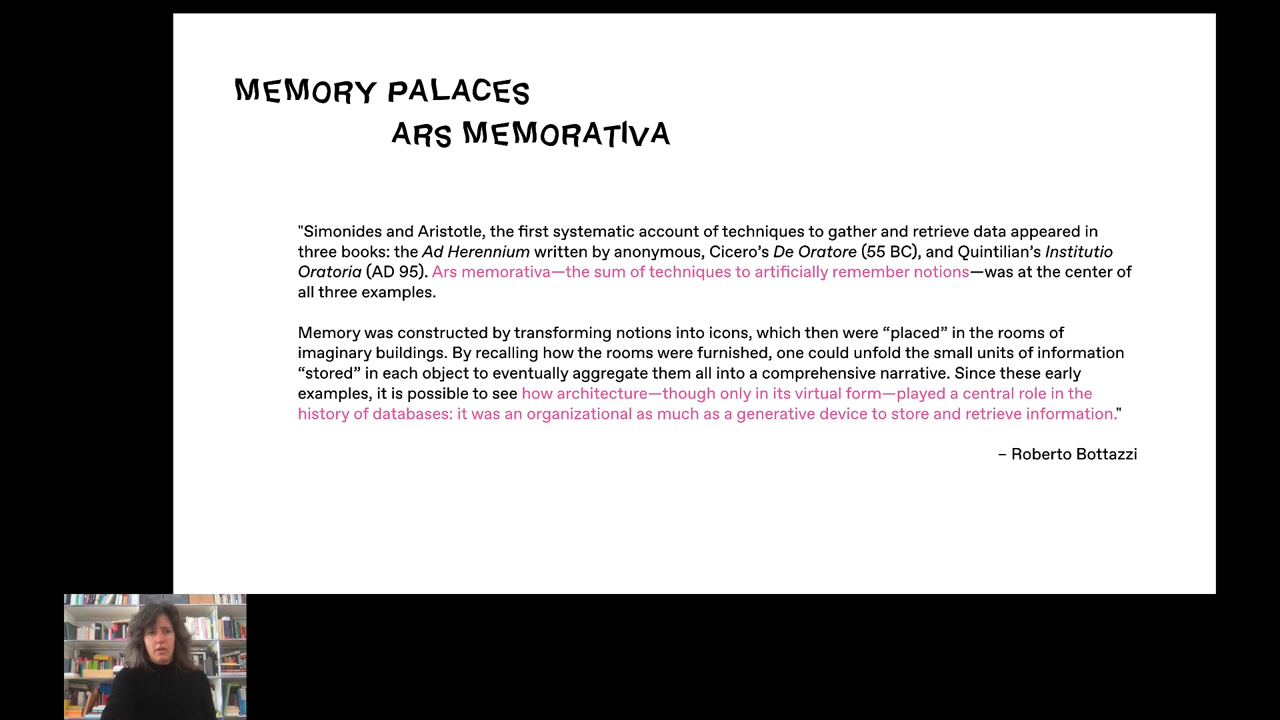 MEMORY PALACES
ARS MEMORATIVA
"Simonides and Aristotle, the first systematic account of techniques to gather and retrieve data appeared in
three books: the Ad Herennium written by anonymous, Cicero’s De Oratore (55 BC), and Quintilian’s Institutio
Oratoria (AD 95). Ars memorativa—the sum of techniques to artificially remember notions—was at the center of
all three examples.
Memory was constructed by transforming notions into icons, which then were “placed” in the rooms of
imaginary buildings. By recalling how the rooms were furnished, one could unfold the small units of information
“stored” in each object to eventually aggregate them all into a comprehensive narrative. Since these early
examples, it is possible to see how architecture—though only in its virtual form—played a central role in the
history of databases: it was an organizational as much as a generative device to store and retrieve information."
– Roberto Bottazzi